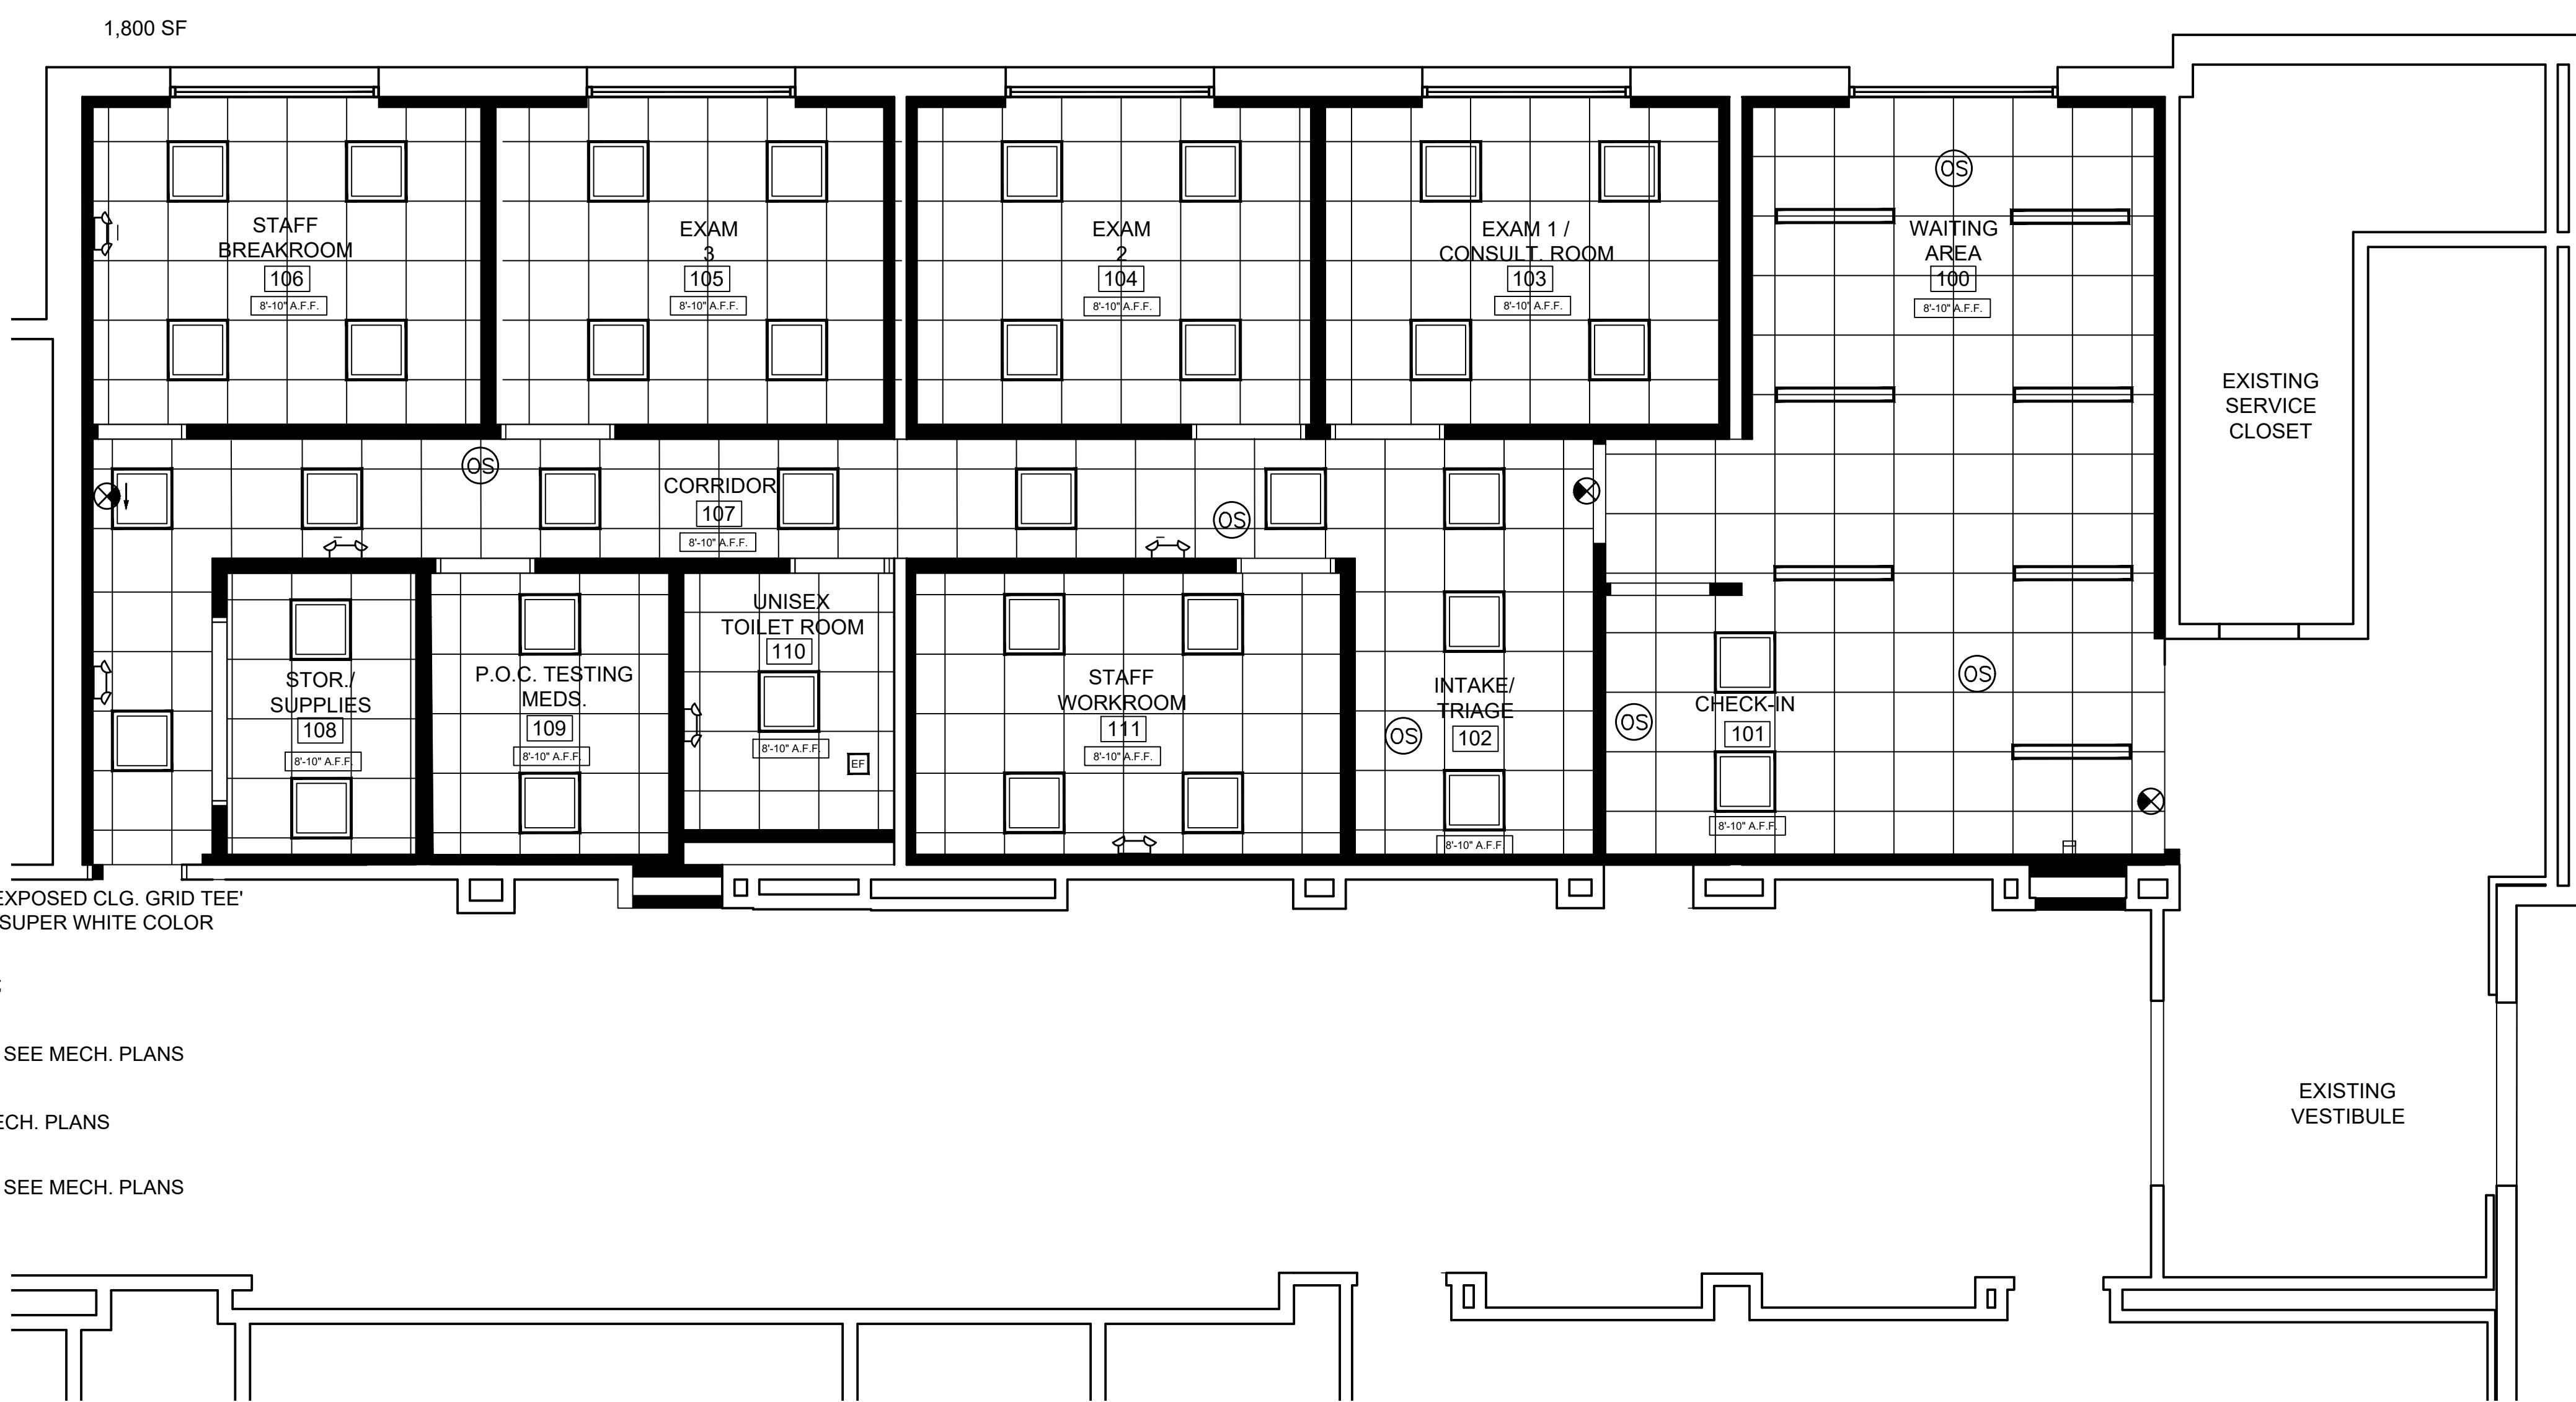 1,800 SF
STAFF
BREAKROOM
106
8'-10" A.F.F.
EXAM
3
105
8'-10" A.F.F.
EXAM
2
104
8'-10" A.F.F.
EXAM 1 /
CONSULT. ROOM
103
8'-10" A.F.F.
OS
WAITING
AREA
100
8'-10" A.F.F.
EXISTING
SERVICE
CLOSET
OS
CORRIDOR
107
8'-10" A.F.F.
OS
STOR./
SUPPLIES
108
8'-10" A.F.F.
P.O.C. TESTING
MEDS.
109
8'-10" A.F.F.
UNISEX
TOILET ROOM
110
8'-10" A.F.F.
EF
STAFF
WORKROOM
111
8'-10" A.F.F.
OS
INTAKE/
TRIAGE
102
8'-10" A.F.F.
OS
CHECK-IN
101
8'-10" A.F.F.
OS
EXPOSED CLG. GRID TEE'
SUPER WHITE COLOR
SEE MECH. PLANS
ECH. PLANS
SEE MECH. PLANS
EXISTING
VESTIBULE